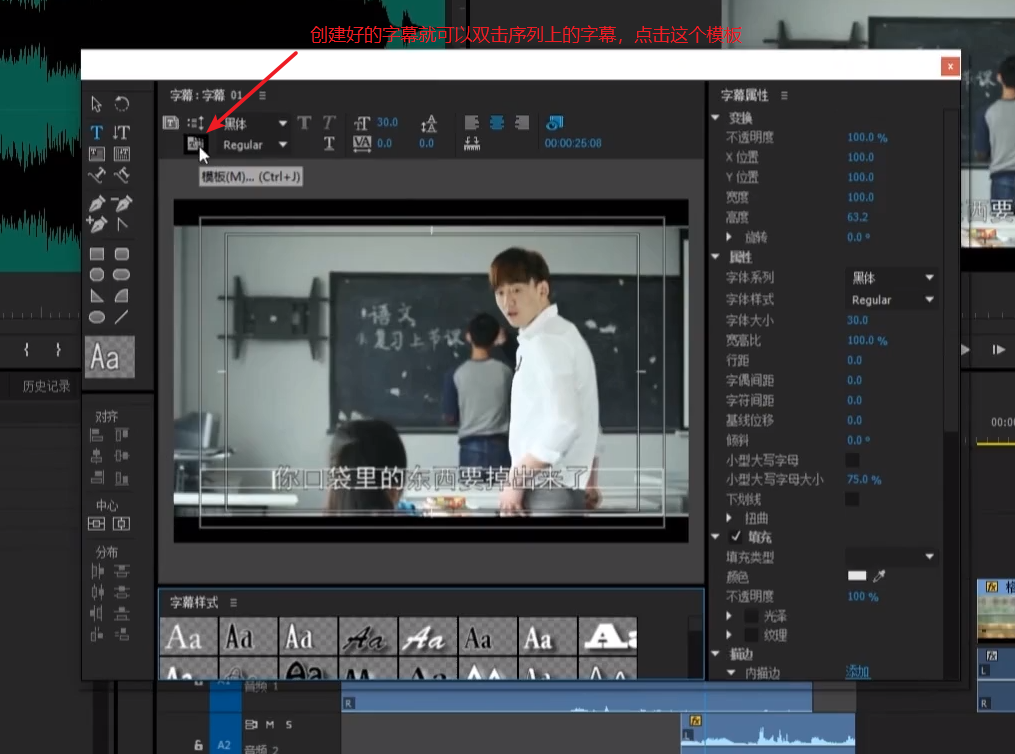 创建好的字幕就可以双击序列上的字幕，点击这个模板
x
字幕：字幕 01
黑体
T T
T 30.0
Regular
T
VA 0.0
0.0
00:00:25:08
模板(M)... (Ctrl+J)
T
Aa
历史记录
对齐
中心
分布
语文
复习上节课
你口袋里的东西要掉出来了
字幕样式
Aa Aa Aa Aa Aa Aa Aa Aa
字幕属性
变换
不透明度 100.0 %
X 位置 100.0
Y 位置 100.0
宽度 100.0
高度 63.2
旋转 0.0 °
属性
字体系列 黑体
字体样式 Regular
字体大小 30.0
宽高比 100.0 %
行距 0.0
字偶间距 0.0
字符间距 0.0
基线位移 0.0
倾斜 0.0 °
小型大写字母
小型大写字母大小 75.0 %
下划线
扭曲
填充
填充类型
颜色
不透明度 100 %
光泽
纹理
描边
内描边 添加
西要
00:0
fx
fx
L
R
A1 音频 1
R
M S
A2 音频 2
fx
L